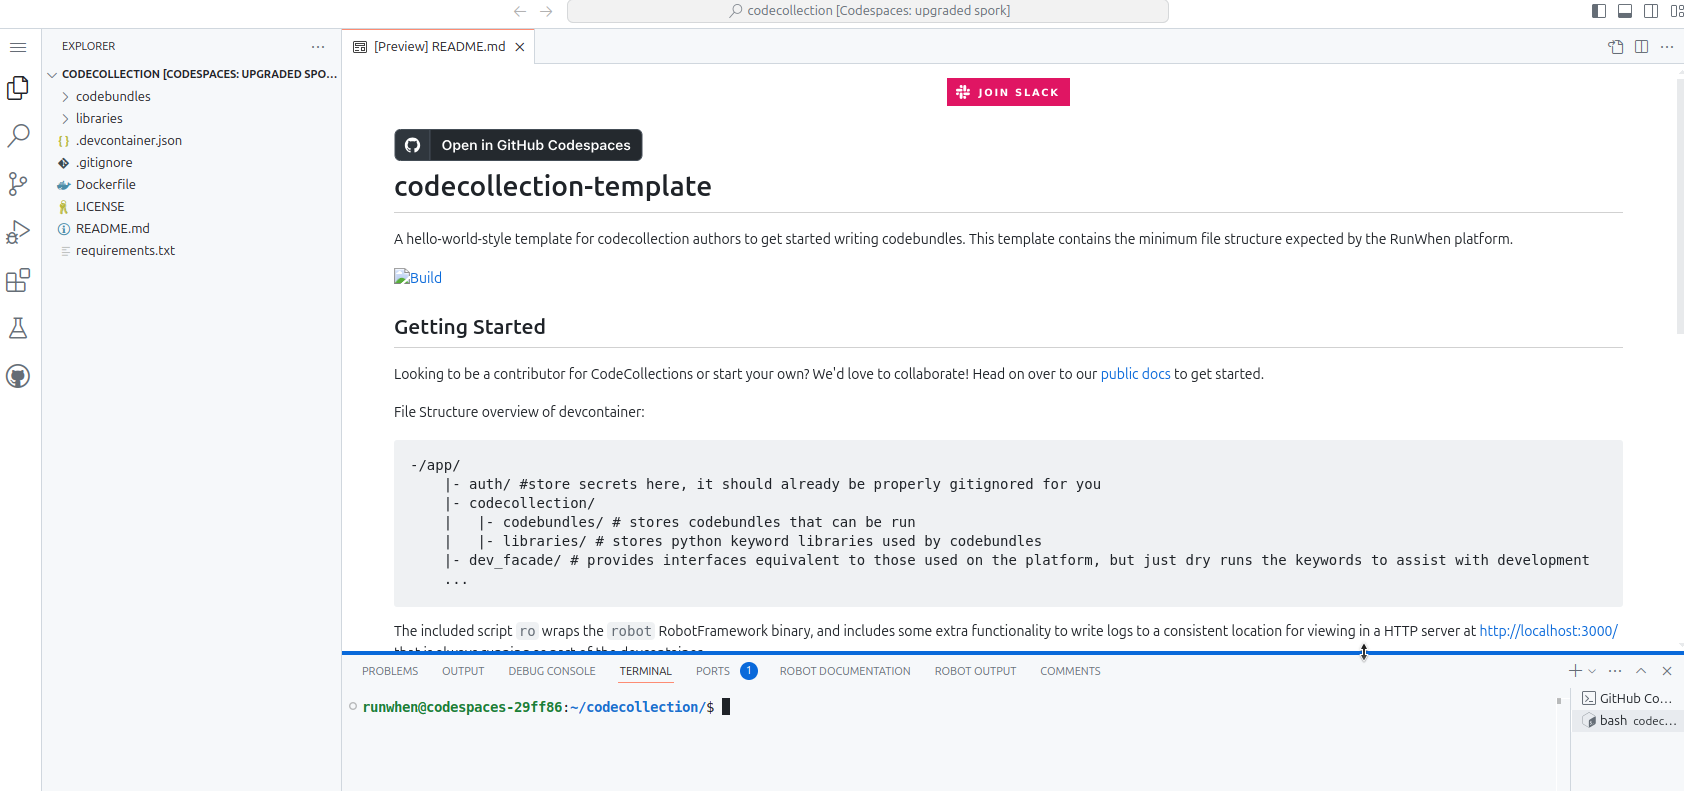 codecollection [Codespaces: upgraded spork]
EXPLORER
CODECOLLECTION [CODESPACES: UPGRADED SPO...
codebundles
libraries
.devcontainer.json
.gitignore
Dockerfile
LICENSE
README.md
requirements.txt
[Preview] README.md
JOIN SLACK
Open in GitHub Codespaces
codecollection-template
A hello-world-style template for codecollection authors to get started writing codebundles. This template contains the minimum file structure expected by the RunWhen platform.
Build
Getting Started
Looking to be a contributor for CodeCollections or start your own? We'd love to collaborate! Head on over to our public docs to get started.
File Structure overview of devcontainer:
-/app/
|- auth/ #store secrets here, it should already be properly gitignored for you
|- codecollection/
|   |- codebundles/ # stores codebundles that can be run
|   |- libraries/ # stores python keyword libraries used by codebundles
|- dev_facade/ # provides interfaces equivalent to those used on the platform, but just dry runs the keywords to assist with development
...
The included script ro wraps the robot RobotFramework binary, and includes some extra functionality to write logs to a consistent location for viewing in a HTTP server at http://localhost:3000/
that is always running as part of the devcontainer.
PROBLEMS OUTPUT DEBUG CONSOLE TERMINAL PORTS 1 ROBOT DOCUMENTATION ROBOT OUTPUT COMMENTS
runwhen@codespaces-29ff86:~/codecollection/$
GitHub Co...
bash codec...